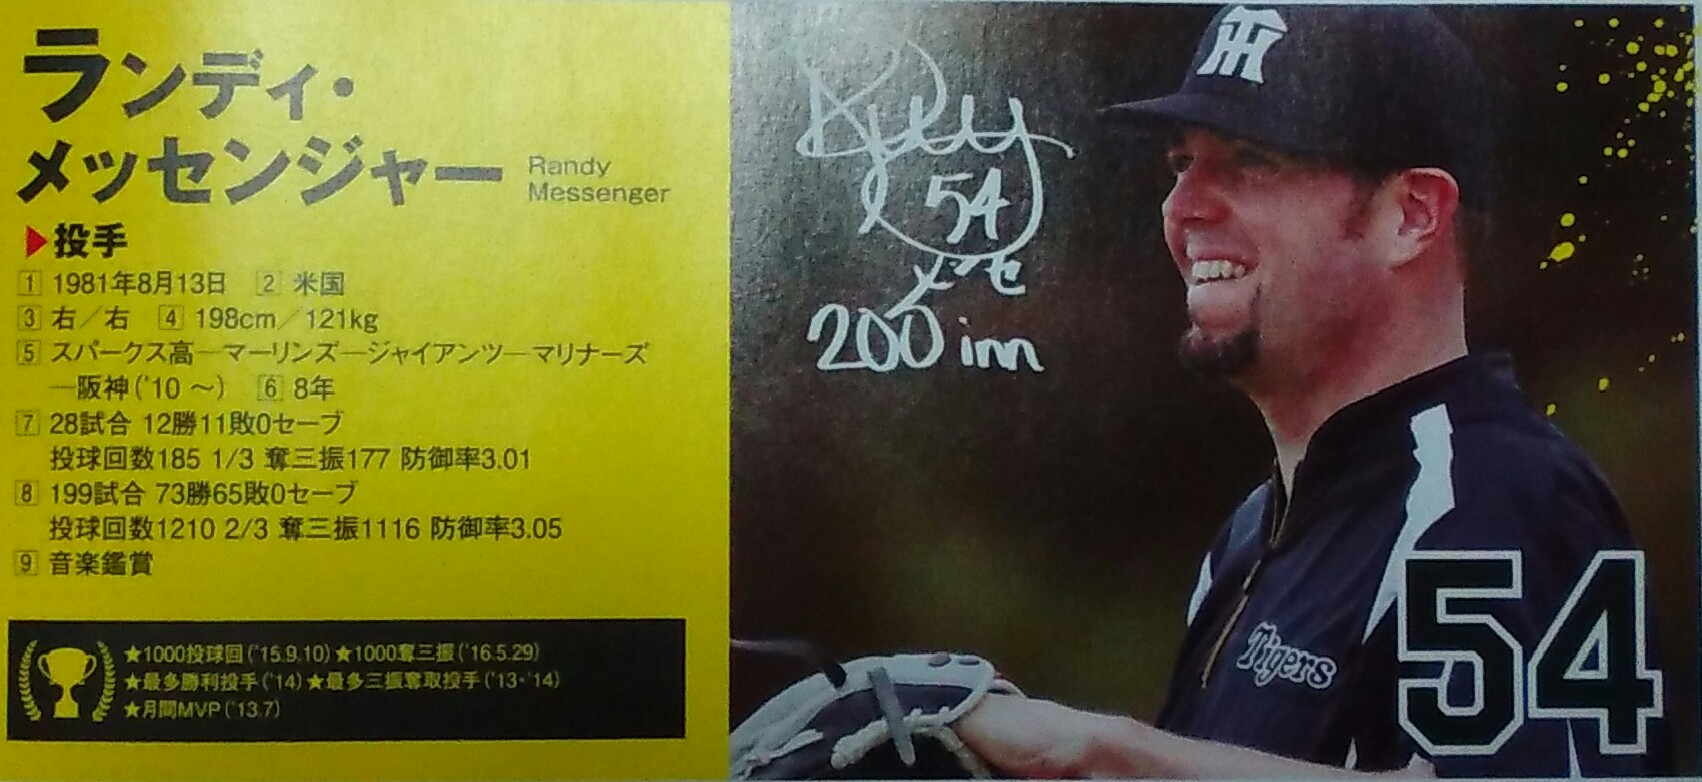 ランディ・
メッセンジャー
Randy
Messenger
▶投手
1 1981年8月13日 2 米国
3 右/右 4 198cm/121kg
5 スパークス高―マーリンズ―ジャイアンツ―マリナーズ
―阪神('10 ～) 6 8年
7 28試合 12勝11敗0セーブ
投球回数185 1/3 奪三振177 防御率3.01
8 199試合 73勝65敗0セーブ
投球回数1210 2/3 奪三振1116 防御率3.05
9 音楽鑑賞
★1000投球回('15.9.10)★1000奪三振('16.5.29)
★最多勝利投手('14)★最多三振奪取投手('13・'14)
★月間MVP('13.7)
54
メッセ
200 inn
TH
Tigers
54